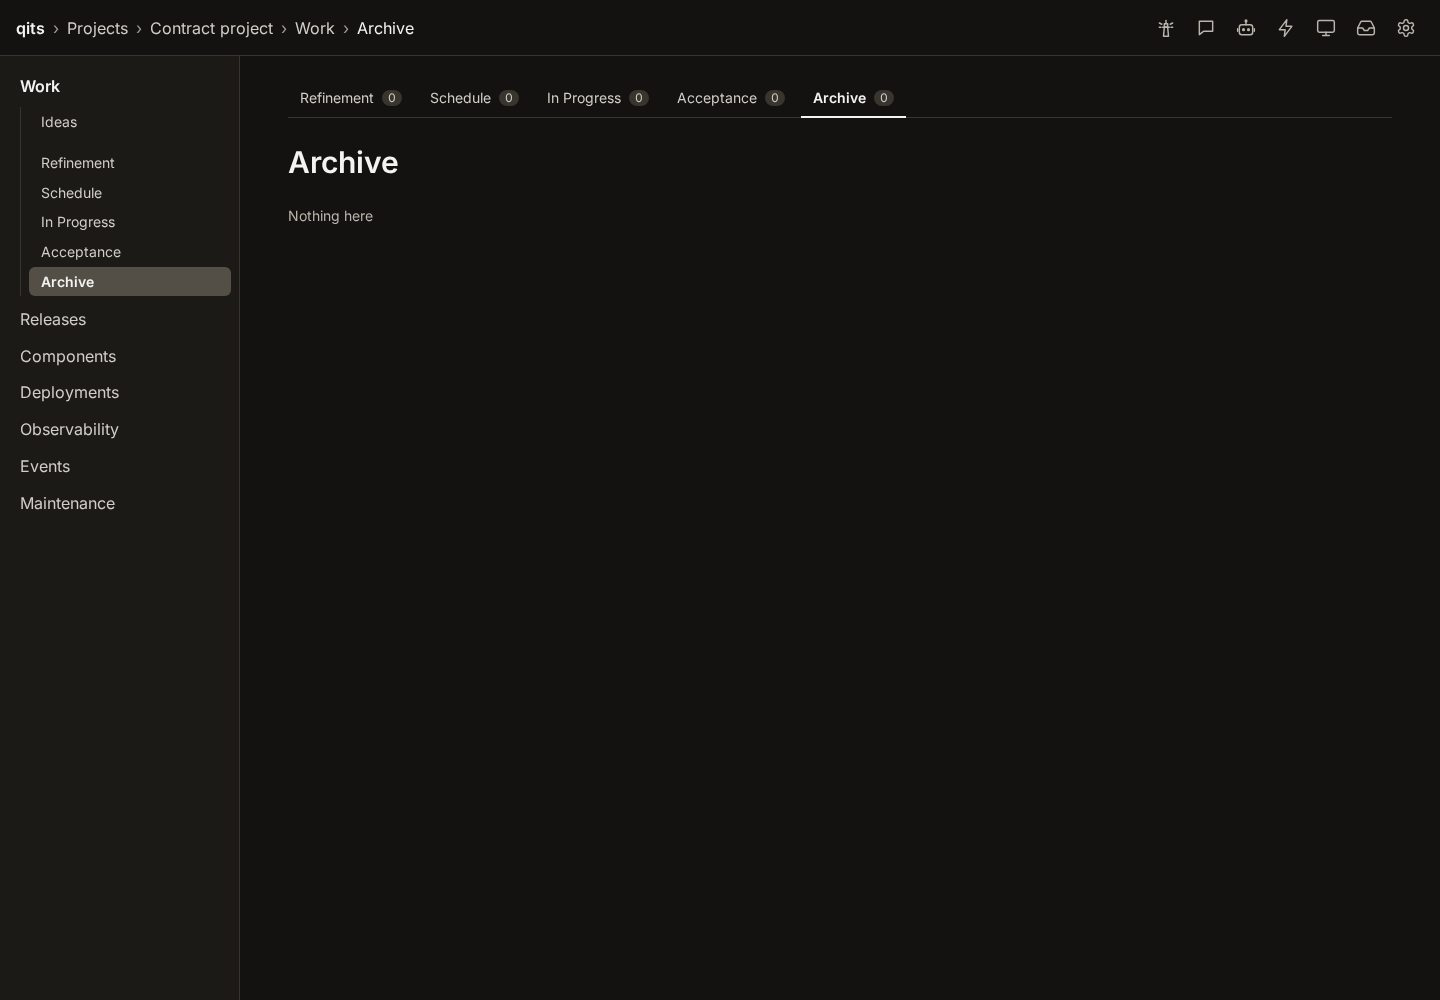 qits › Projects › Contract project › Work › Archive
Work
Ideas
Refinement
Schedule
In Progress
Acceptance
Archive
Releases
Components
Deployments
Observability
Events
Maintenance
Refinement 0 Schedule 0 In Progress 0 Acceptance 0 Archive 0
Archive
Nothing here